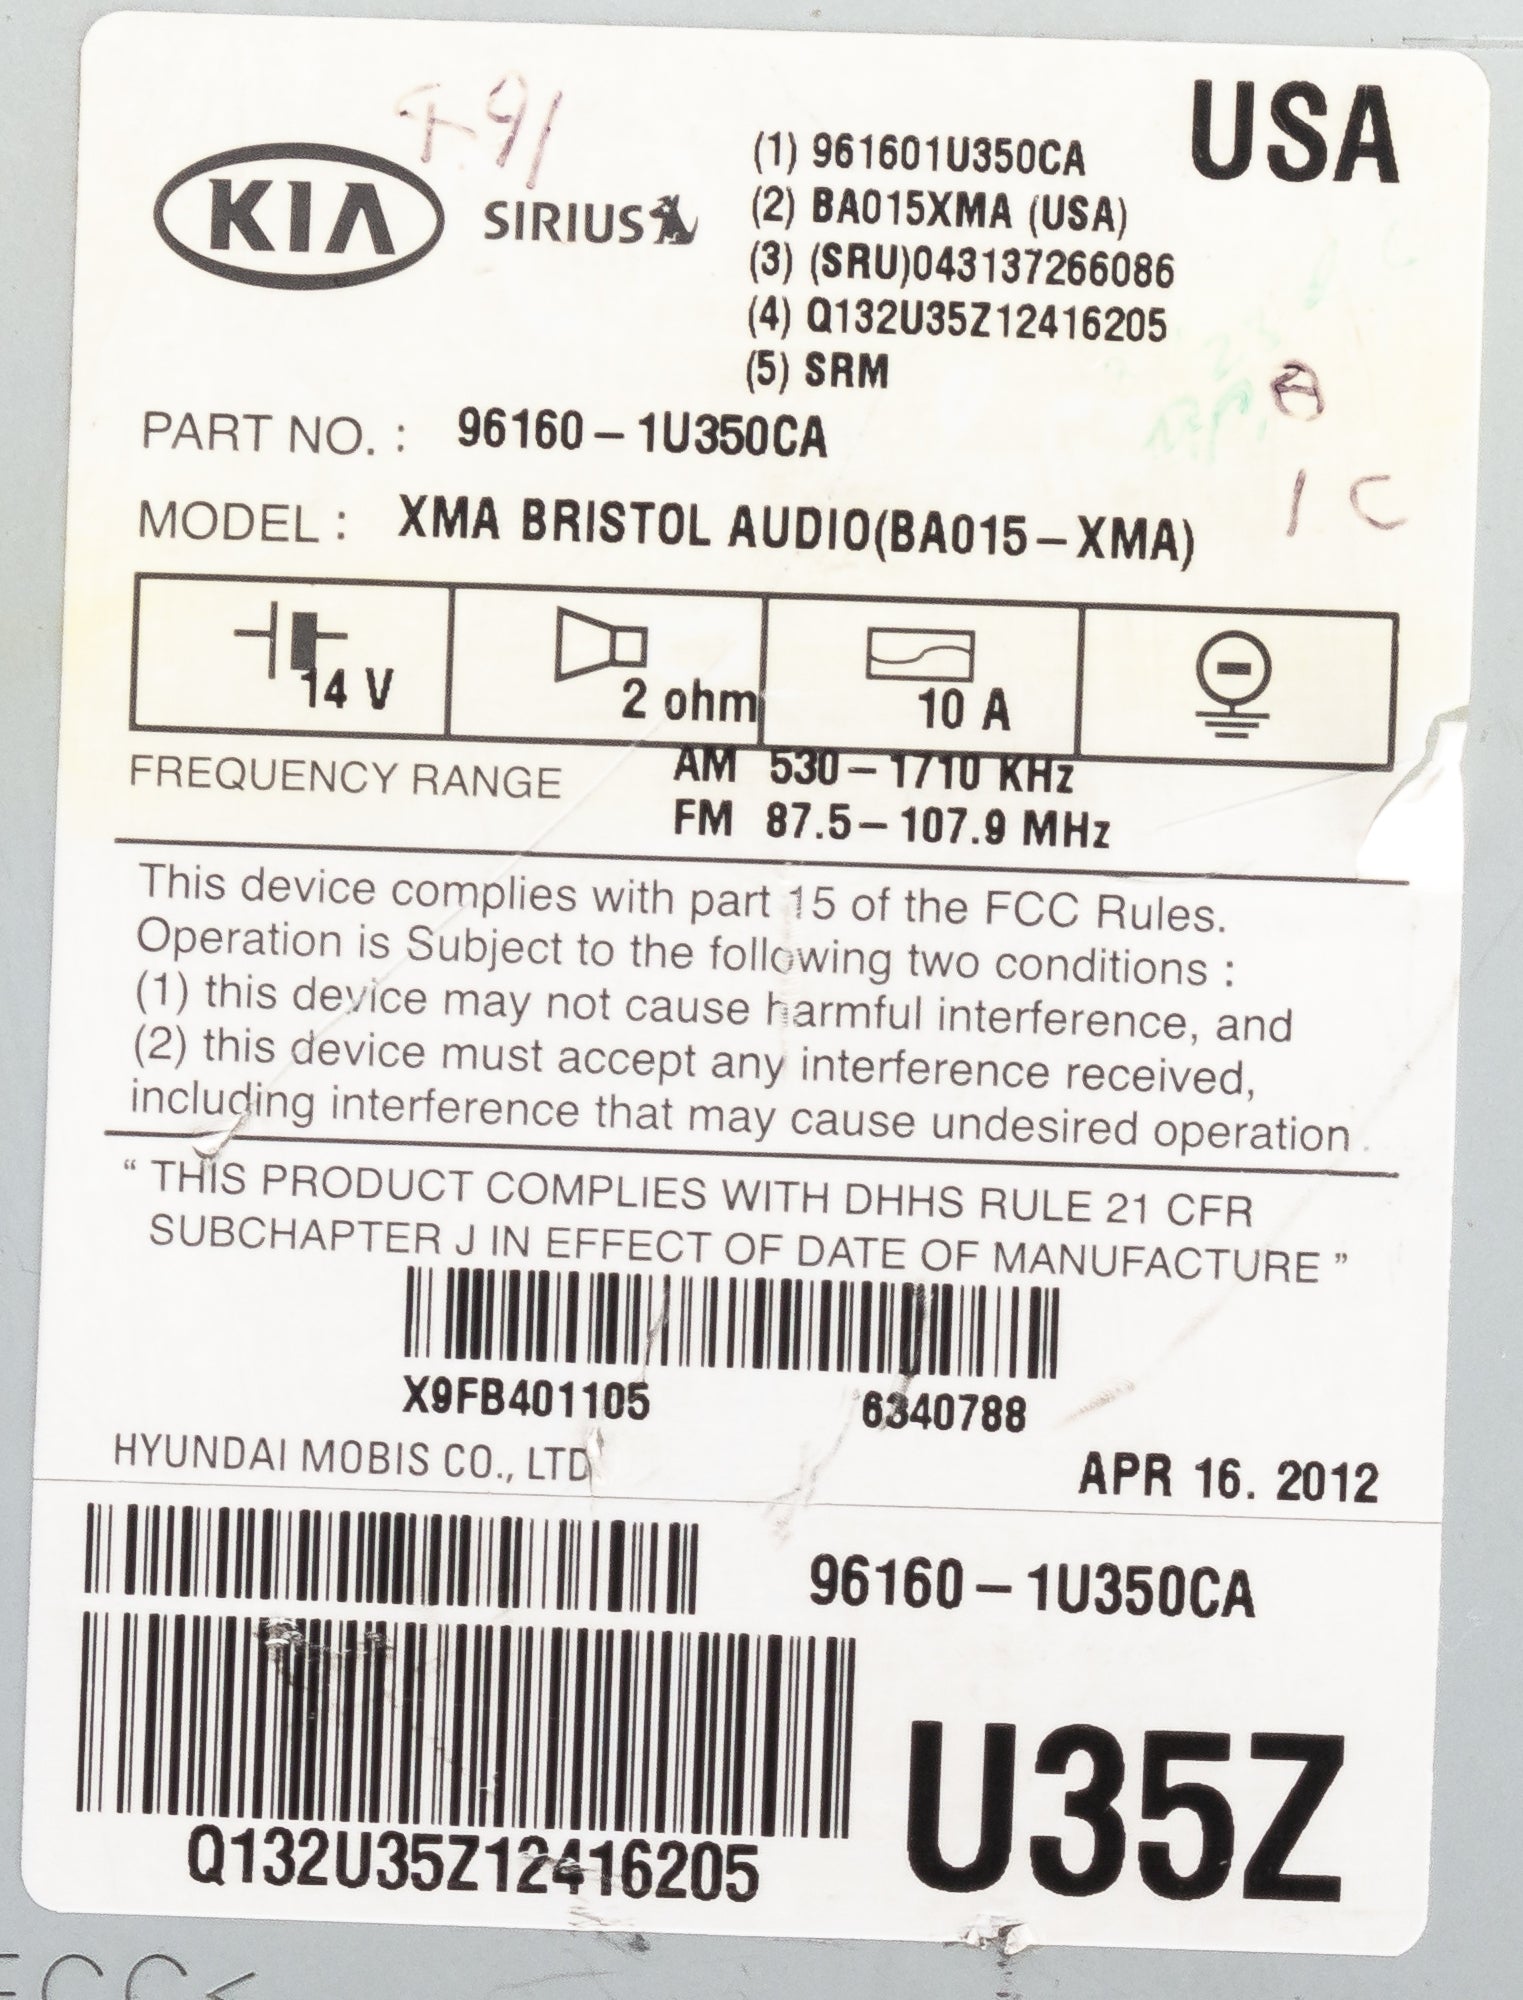 USA
KIA
SIRIUS
(1) 961601U350CA
(2) BA015XMA (USA)
(3) (SRU)043137266086
(4) Q132U35Z12416205
(5) SRM
PART NO. : 96160-1U350CA
MODEL : XMA BRISTOL AUDIO(BA015-XMA)
1 C
14 V
2 ohm
10 A
FREQUENCY RANGE AM 530-1710 KHz
FM 87.5-107.9 MHz
This device complies with part 15 of the FCC Rules.
Operation is Subject to the following two conditions :
(1) this device may not cause harmful interference, and
(2) this device must accept any interference received,
including interference that may cause undesired operation.
“ THIS PRODUCT COMPLIES WITH DHHS RULE 21 CFR
SUBCHAPTER J IN EFFECT OF DATE OF MANUFACTURE ”
X9FB401105 6340788
HYUNDAI MOBIS CO., LTD
APR 16. 2012
96160-1U350CA
U35Z
Q132U35Z12416205